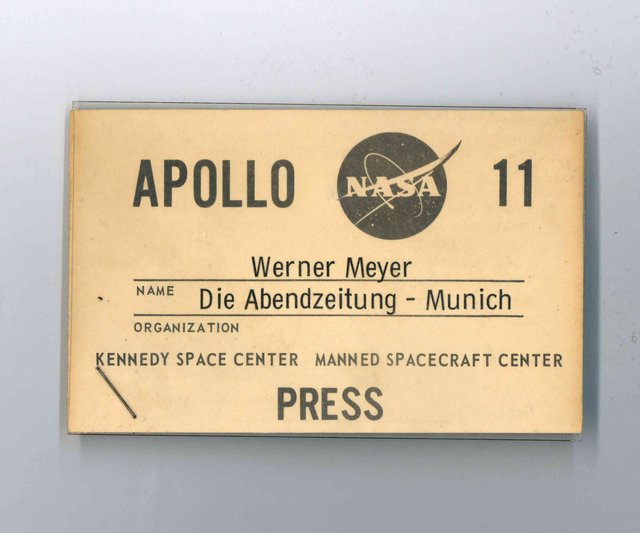 APOLLO NASA 11
Werner Meyer
NAME
Die Abendzeitung - Munich
ORGANIZATION
KENNEDY SPACE CENTER MANNED SPACECRAFT CENTER
PRESS